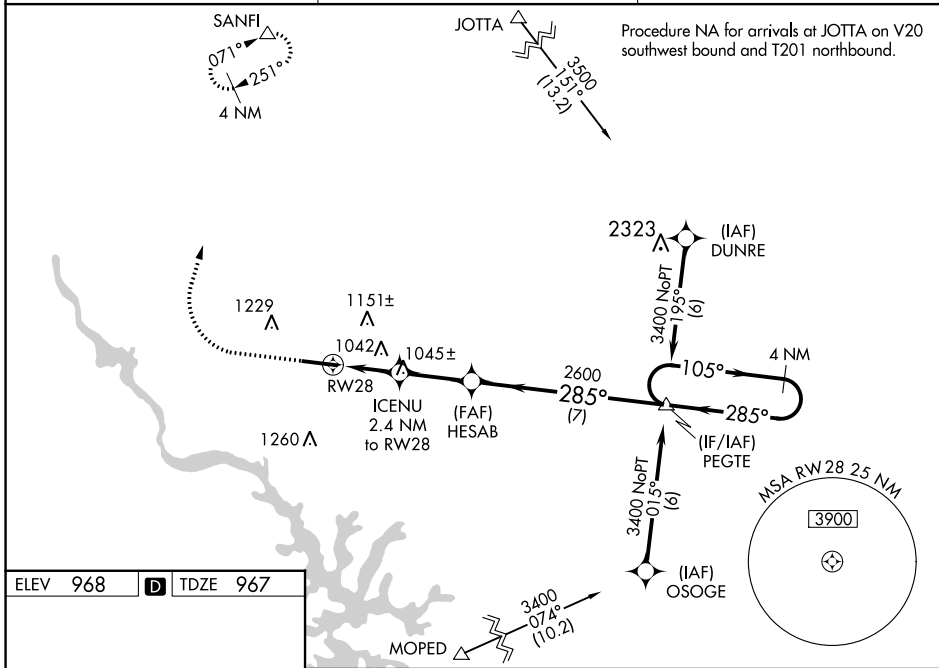 SANFI
071°
251°
4 NM
JOTTA
3500
151°
(13.2)
Procedure NA for arrivals at JOTTA on V20
southwest bound and T201 northbound.
2323
(IAF)
DUNRE
3400 NoPT
195°
(6)
1229
1151±
1042
1045±
RW28
ICENU
2.4 NM
to RW28
(FAF)
HESAB
2600
285°
(7)
105°
4 NM
285°
(IF/IAF)
PEGTE
1260
3400 NoPT
015°
(6)
(IAF)
OSOGE
MSA RW28 25 NM
3900
ELEV 968 D TDZE 967
MOPED
3400
074°
(10.2)